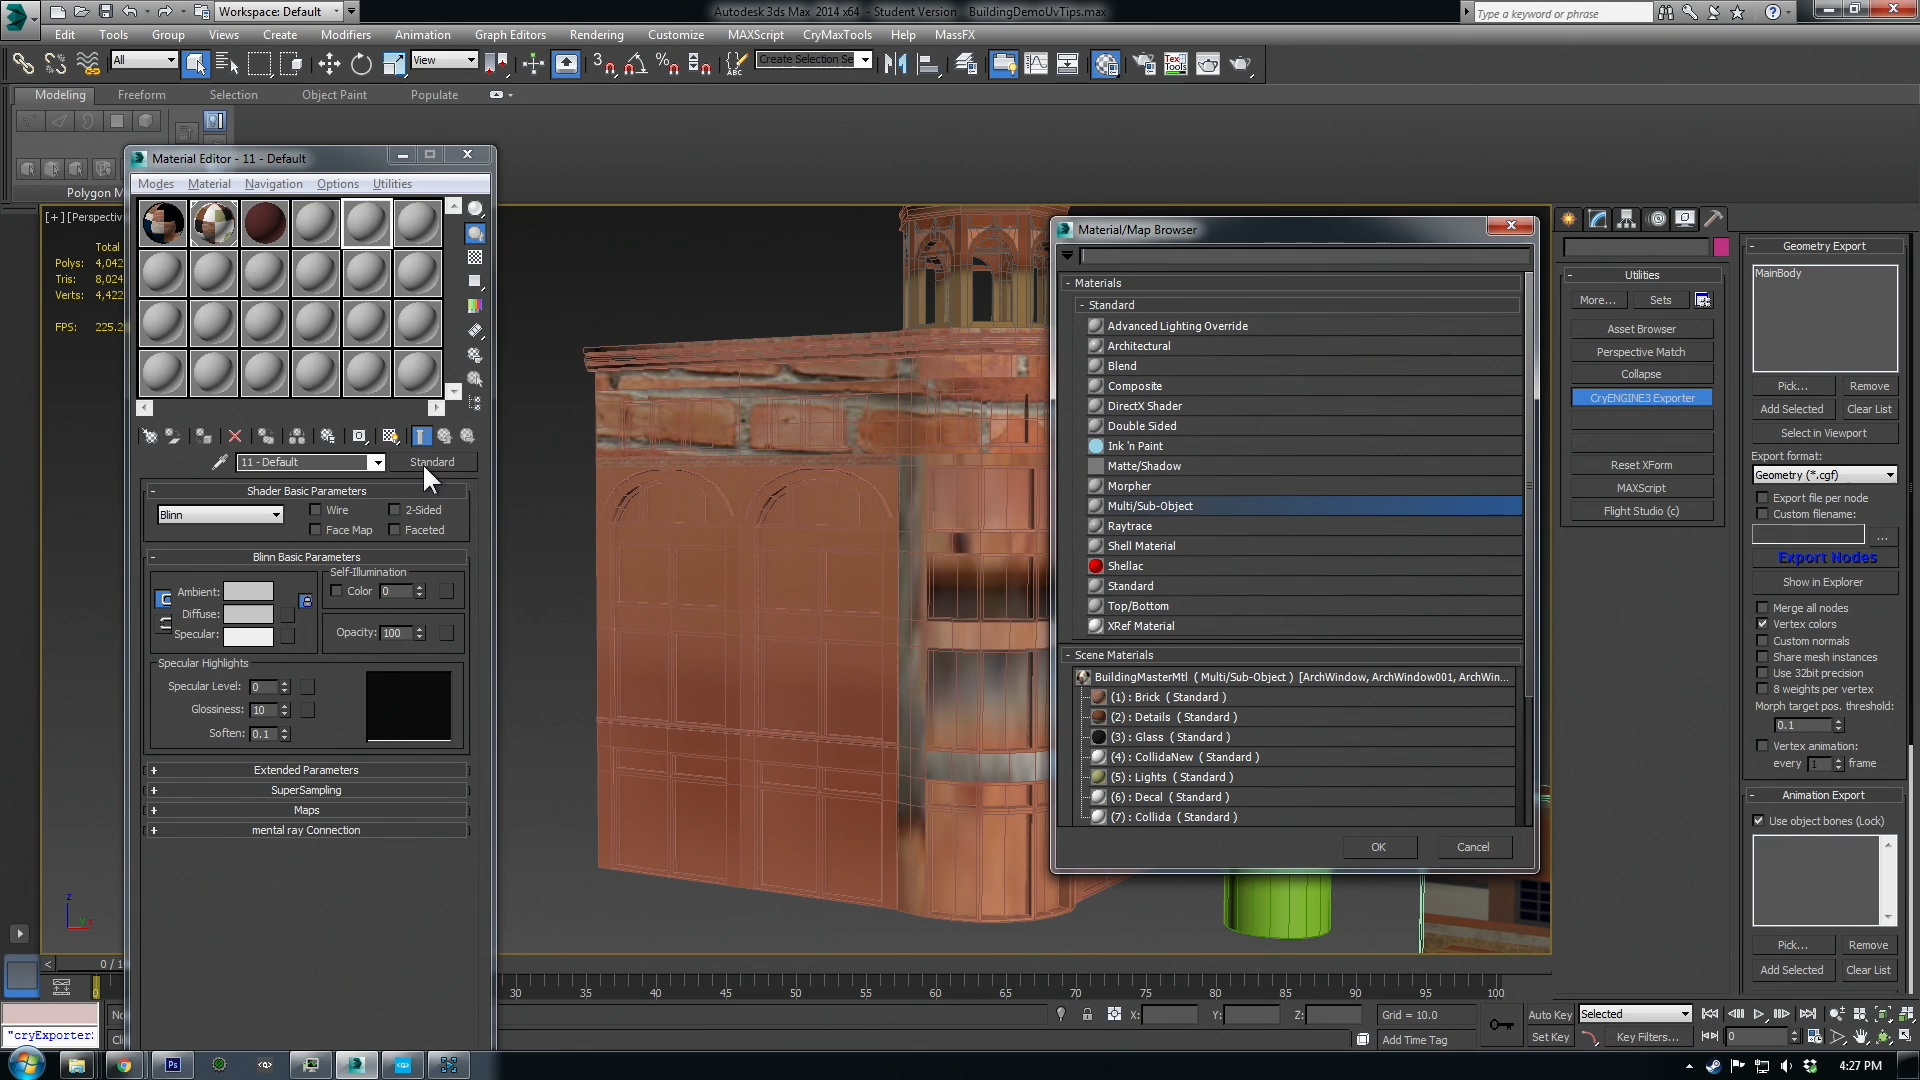 Workspace: Default
Autodesk 3ds Max  2014 x64  - Student Version    BuildingDemoUvTips.max
Type a keyword or phrase
Edit Tools Group Views Create Modifiers Animation Graph Editors Rendering Customize MAXScript CryMaxTools Help MassFX
All View Create Selection Se
Modeling Freeform Selection Object Paint Populate
Polygon M
Material Editor - 11 - Default
Modes Material Navigation Options Utilities
[+] [Perspective
Total
Polys: 4,042
Tris: 8,024
Verts: 4,422
FPS: 225.2
11 - Default Standard
Shader Basic Parameters
Blinn Wire 2-Sided
Face Map Faceted
Blinn Basic Parameters
Self-Illumination
Ambient: Color 0
Diffuse:
Specular: Opacity: 100
Specular Highlights
Specular Level: 0
Glossiness: 10
Soften: 0.1
Extended Parameters
SuperSampling
Maps
mental ray Connection
Material/Map Browser
- Materials
- Standard
Advanced Lighting Override
Architectural
Blend
Composite
DirectX Shader
Double Sided
Ink 'n Paint
Matte/Shadow
Morpher
Multi/Sub-Object
Raytrace
Shell Material
Shellac
Standard
Top/Bottom
XRef Material
- Scene Materials
BuildingMasterMtl ( Multi/Sub-Object ) [ArchWindow, ArchWindow001, ArchWin...
(1) : Brick ( Standard )
(2) : Details ( Standard )
(3) : Glass ( Standard )
(4) : CollidaNew ( Standard )
(5) : Lights ( Standard )
(6) : Decal ( Standard )
(7) : Collida ( Standard )
OK Cancel
Utilities
More... Sets
Asset Browser
Perspective Match
Collapse
CryENGINE3 Exporter
Reset XForm
MAXScript
Flight Studio (c)
Geometry Export
MainBody
Pick... Remove
Add Selected Clear List
Select in Viewport
Export format:
Geometry (*.cgf)
Export file per node
Custom filename:
...
Export Nodes
Show in Explorer
Merge all nodes
Vertex colors
Custom normals
Share mesh instances
Use 32bit precision
8 weights per vertex
Morph target pos. threshold:
0.1
Vertex animation:
every 1 frame
Animation Export
Use object bones (Lock)
Pick... Remove
Add Selected Clear List
0 / 1
30 35 40 45 50 55 60 65 70 75 80 85 90 95 100
X: Y: Z: Grid = 10.0
Auto Key Selected
Add Time Tag
Set Key Key Filters... 0
"cryExporter:
4:27 PM